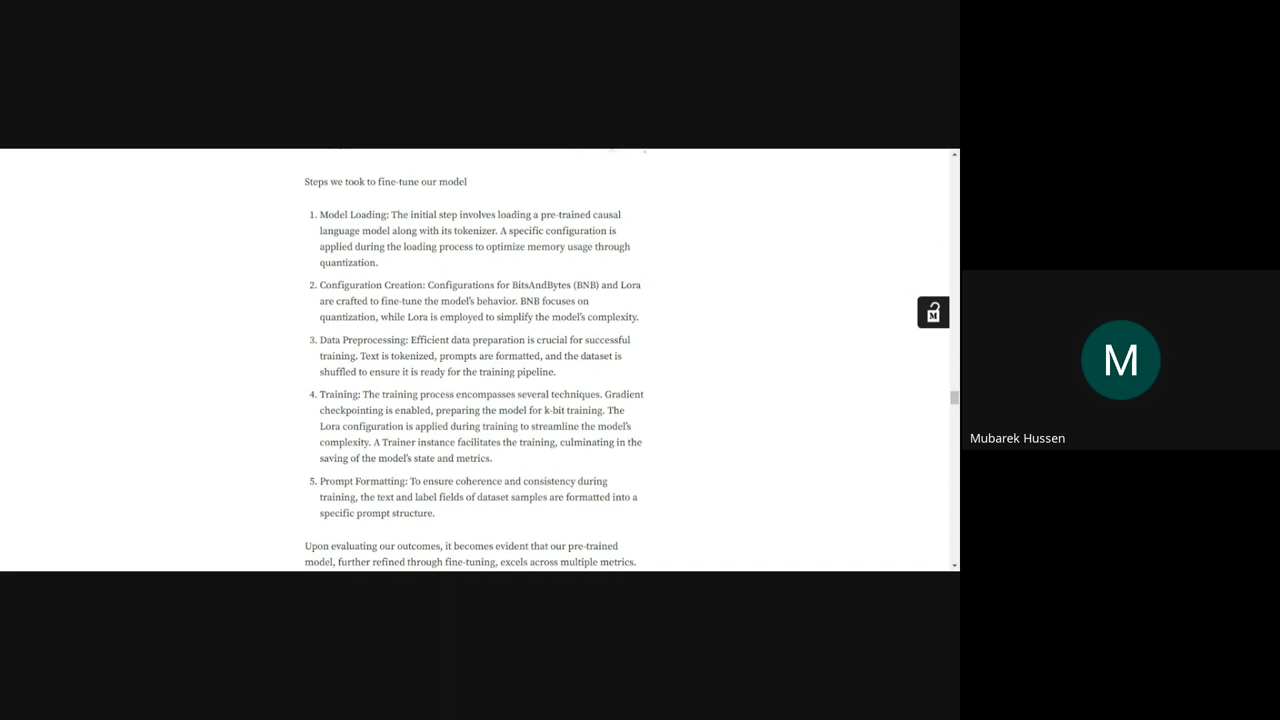 Steps we took to fine-tune our model
1. Model Loading: The initial step involves loading a pre-trained causal
language model along with its tokenizer. A specific configuration is
applied during the loading process to optimize memory usage through
quantization.
2. Configuration Creation: Configurations for BitsAndBytes (BNB) and Lora
are crafted to fine-tune the model's behavior. BNB focuses on
quantization, while Lora is employed to simplify the model's complexity.
3. Data Preprocessing: Efficient data preparation is crucial for successful
training. Text is tokenized, prompts are formatted, and the dataset is
shuffled to ensure it is ready for the training pipeline.
4. Training: The training process encompasses several techniques. Gradient
checkpointing is enabled, preparing the model for k-bit training. The
Lora configuration is applied during training to streamline the model's
complexity. A Trainer instance facilitates the training, culminating in the
saving of the model's state and metrics.
5. Prompt Formatting: To ensure coherence and consistency during
training, the text and label fields of dataset samples are formatted into a
specific prompt structure.
Upon evaluating our outcomes, it becomes evident that our pre-trained
model, further refined through fine-tuning, excels across multiple metrics.
M
M
Mubarek Hussen